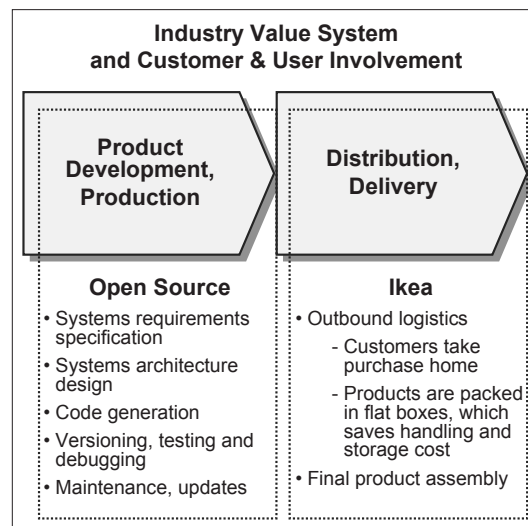 Industry Value System
and Customer & User Involvement
Product
Development,
Production
Distribution,
Delivery
Open Source
• Systems requirements
specification
• Systems architecture
design
• Code generation
• Versioning, testing and
debugging
• Maintenance, updates
Ikea
• Outbound logistics
- Customers take
purchase home
- Products are packed
in flat boxes, which
saves handling and
storage cost
• Final product assembly